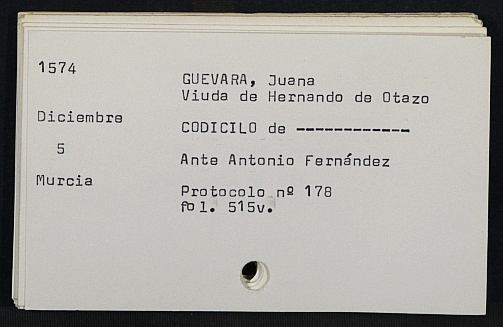 1574
GUEVARA, Juana
Viuda de Hernando de Otazo
Diciembre
CODICILO de ------------
5
Ante Antonio Fernández
Murcia
Protocolo nº 178
fol. 515v.